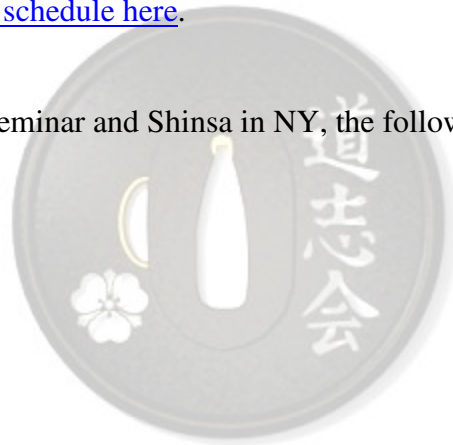 schedule here.
eminar and Shinsa in NY, the follow
道志会